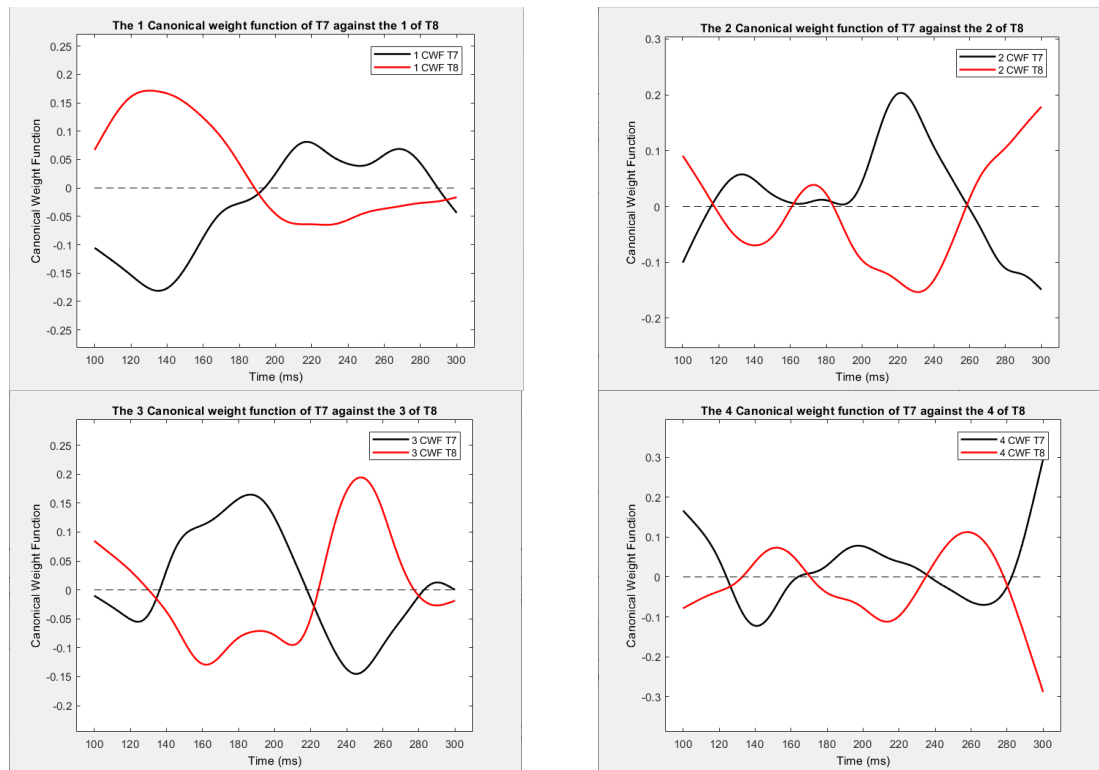 The 1 Canonical weight function of T7 against the 1 of T8
1 CWF T7
1 CWF T8
Canonical Weight Function
0.25
0.2
0.15
0.1
0.05
0
-0.05
-0.1
-0.15
-0.2
-0.25
100 120 140 160 180 200 220 240 260 280 300
Time (ms)
The 2 Canonical weight function of T7 against the 2 of T8
2 CWF T7
2 CWF T8
Canonical Weight Function
0.3
0.2
0.1
0
-0.1
-0.2
100 120 140 160 180 200 220 240 260 280 300
Time (ms)
The 3 Canonical weight function of T7 against the 3 of T8
3 CWF T7
3 CWF T8
Canonical Weight Function
0.25
0.2
0.15
0.1
0.05
0
-0.05
-0.1
-0.15
-0.2
100 120 140 160 180 200 220 240 260 280 300
Time (ms)
The 4 Canonical weight function of T7 against the 4 of T8
4 CWF T7
4 CWF T8
Canonical Weight Function
0.3
0.2
0.1
0
-0.1
-0.2
-0.3
100 120 140 160 180 200 220 240 260 280 300
Time (ms)